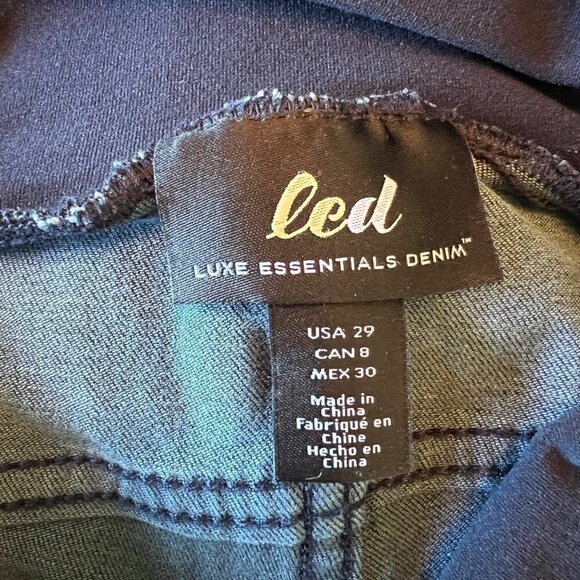 led
LUXE ESSENTIALS DENIM™
USA 29
CAN 8
MEX 30
Made in
China
Fabriqué en
Chine
Hecho en
China